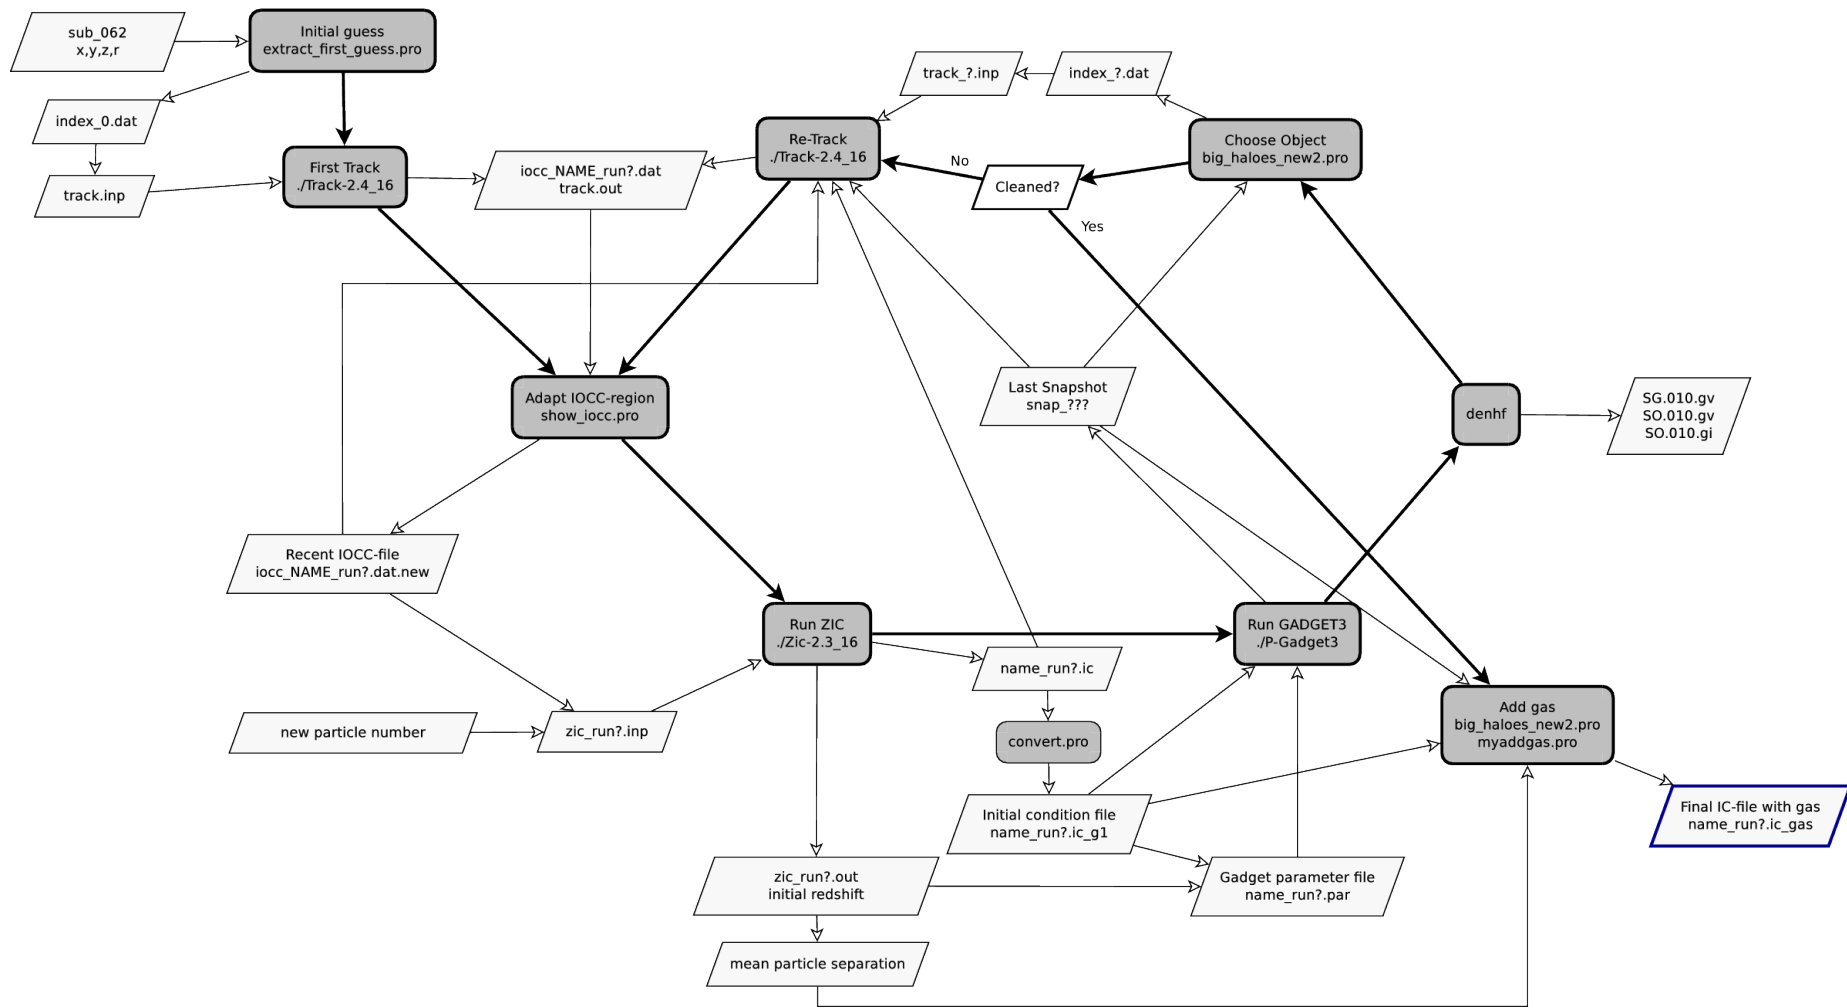 sub_062
x,y,z,r
Initial guess
extract_first_guess.pro
track_?.inp
index_?.dat
index_0.dat
First Track
./Track-2.4_16
iocc_NAME_run?.dat
track.out
Re-Track
./Track-2.4_16
No
Cleaned?
Yes
Choose Object
big_haloes_new2.pro
track.inp
Adapt IOCC-region
show_iocc.pro
Last Snapshot
snap_???
denhf
SG.010.gv
SO.010.gv
SO.010.gi
Recent IOCC-file
iocc_NAME_run?.dat.new
Run ZIC
./Zic-2.3_16
name_run?.ic
Run GADGET3
./P-Gadget3
new particle number
zic_run?.inp
convert.pro
Add gas
big_haloes_new2.pro
myaddgas.pro
Initial condition file
name_run?.ic_g1
Final IC-file with gas
name_run?.ic_gas
zic_run?.out
initial redshift
Gadget parameter file
name_run?.par
mean particle separation